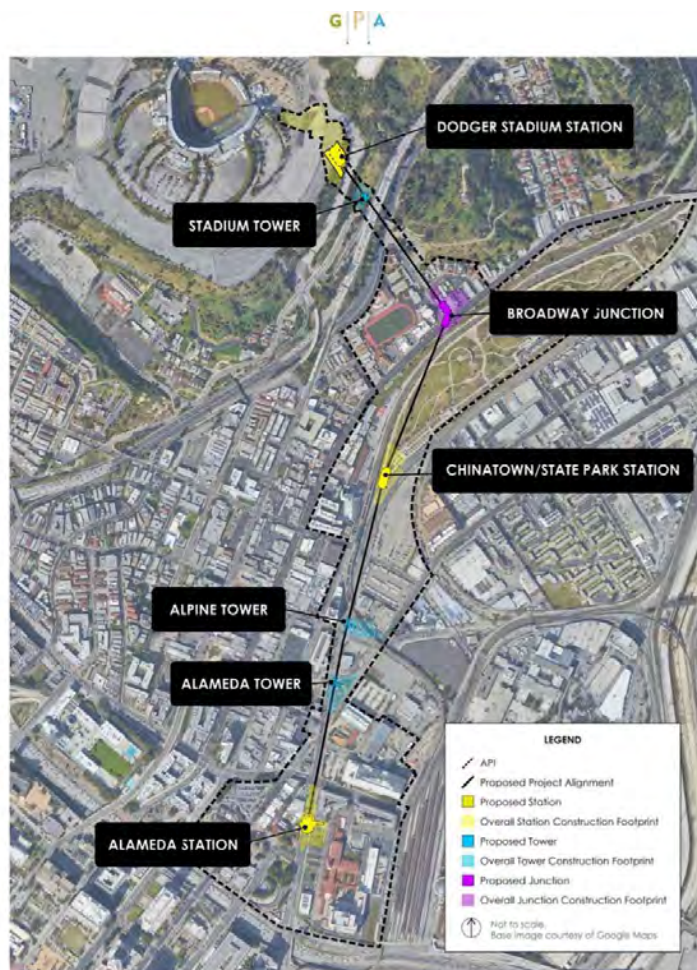 G P A
DODGER STADIUM STATION
STADIUM TOWER
BROADWAY JUNCTION
CHINATOWN/STATE PARK STATION
ALPINE TOWER
ALAMEDA TOWER
ALAMEDA STATION
LEGEND
API
Proposed Project Alignment
Proposed Station
Overall Station Construction Footprint
Proposed Tower
Overall Tower Construction Footprint
Proposed Junction
Overall Junction Construction Footprint
Not to scale.
Base image courtesy of Google Maps